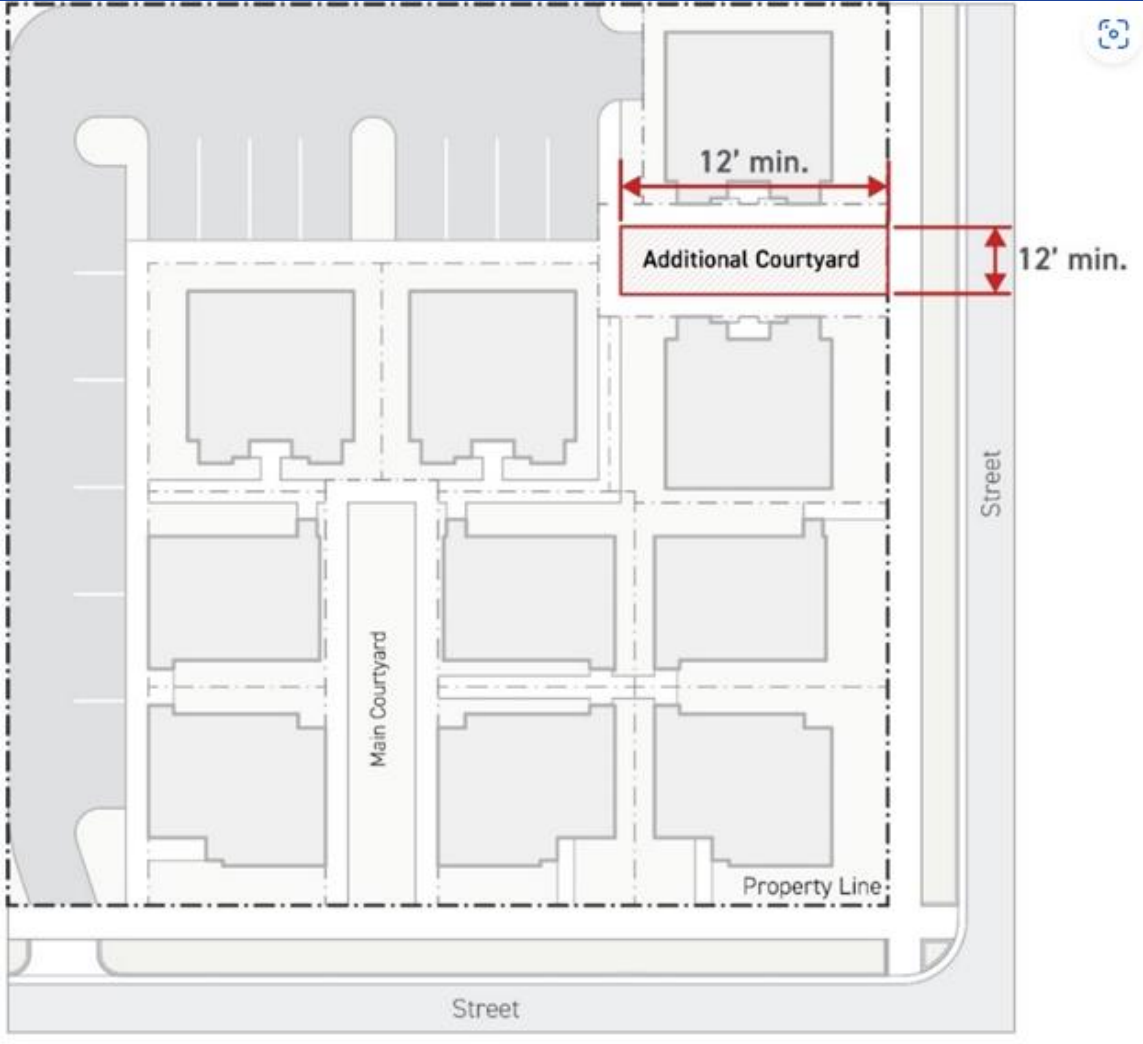 12’ min.
Additional Courtyard
12’ min.
Street
Main Courtyard
Property Line
Street